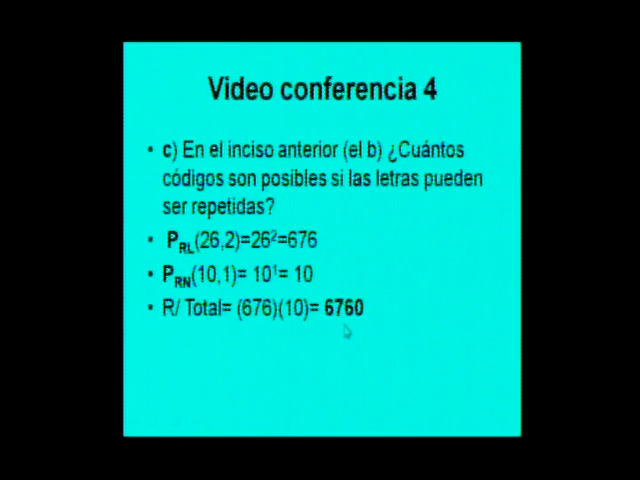 Video conferencia 4
• c) En el inciso anterior (el b) ¿Cuántos
códigos son posibles si las letras pueden
ser repetidas?
• PRL(26,2)=26²=676
• PRN(10,1)= 10¹= 10
• R/ Total= (676)(10)= 6760